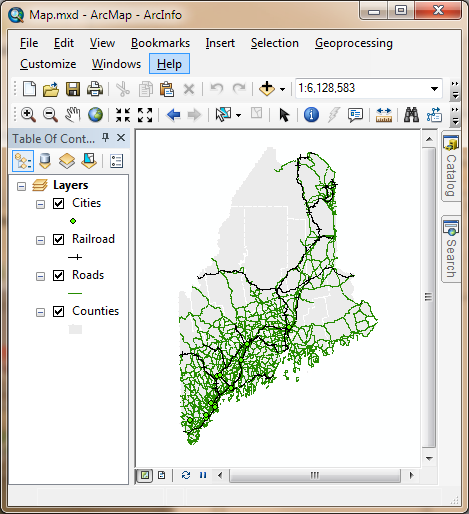 Map.mxd - ArcMap - ArcInfo
File Edit View Bookmarks Insert Selection Geoprocessing
Customize Windows Help
1:6,128,583
Table Of Cont...
Layers
Cities
Railroad
Roads
Counties
Catalog
Search